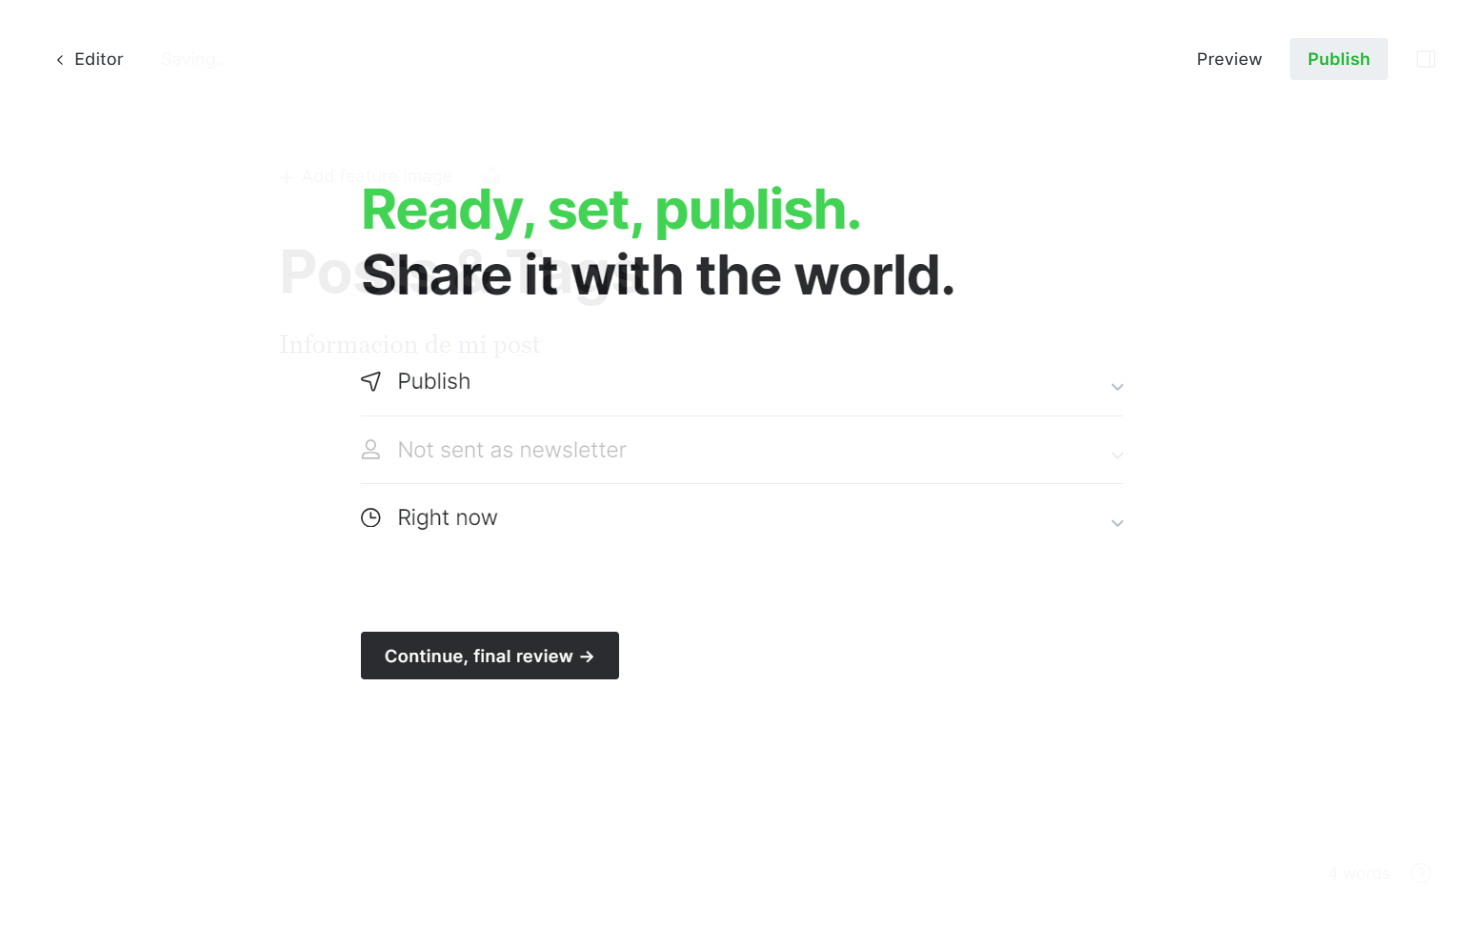 Editor
Saving...
Preview
Publish
Add feature image
Ready, set, publish.
Posts & Tags
Share it with the world.
Informacion de mi post
Publish
Not sent as newsletter
Right now
Continue, final review →
4 words